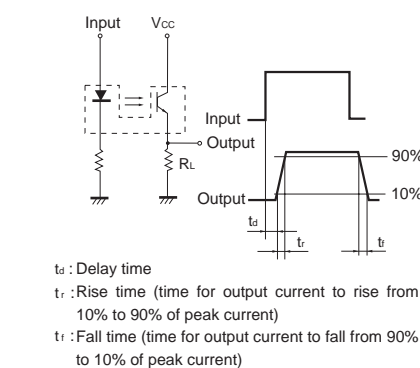 Input
Vcc
Input
Output
RL
90%
Output
10%
td
tr
tf
td : Delay time
tr : Rise time (time for output current to rise from
10% to 90% of peak current)
tf : Fall time (time for output current to fall from 90%
to 10% of peak current)